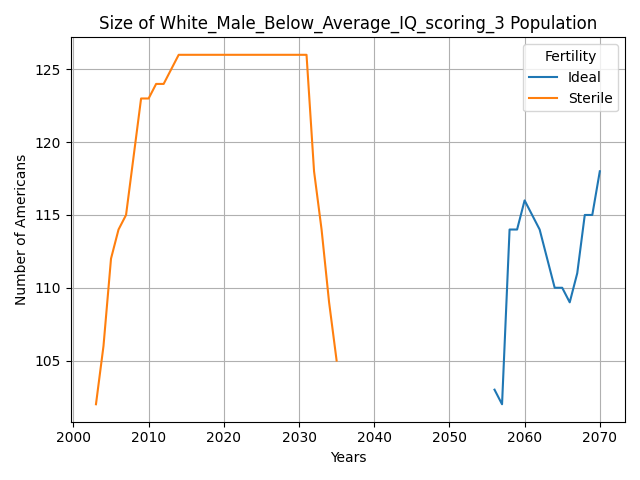 Size of White_Male_Below_Average_IQ_scoring_3 Population
Fertility
Ideal
Sterile
Number of Americans
125
120
115
110
105
2000 2010 2020 2030 2040 2050 2060 2070
Years